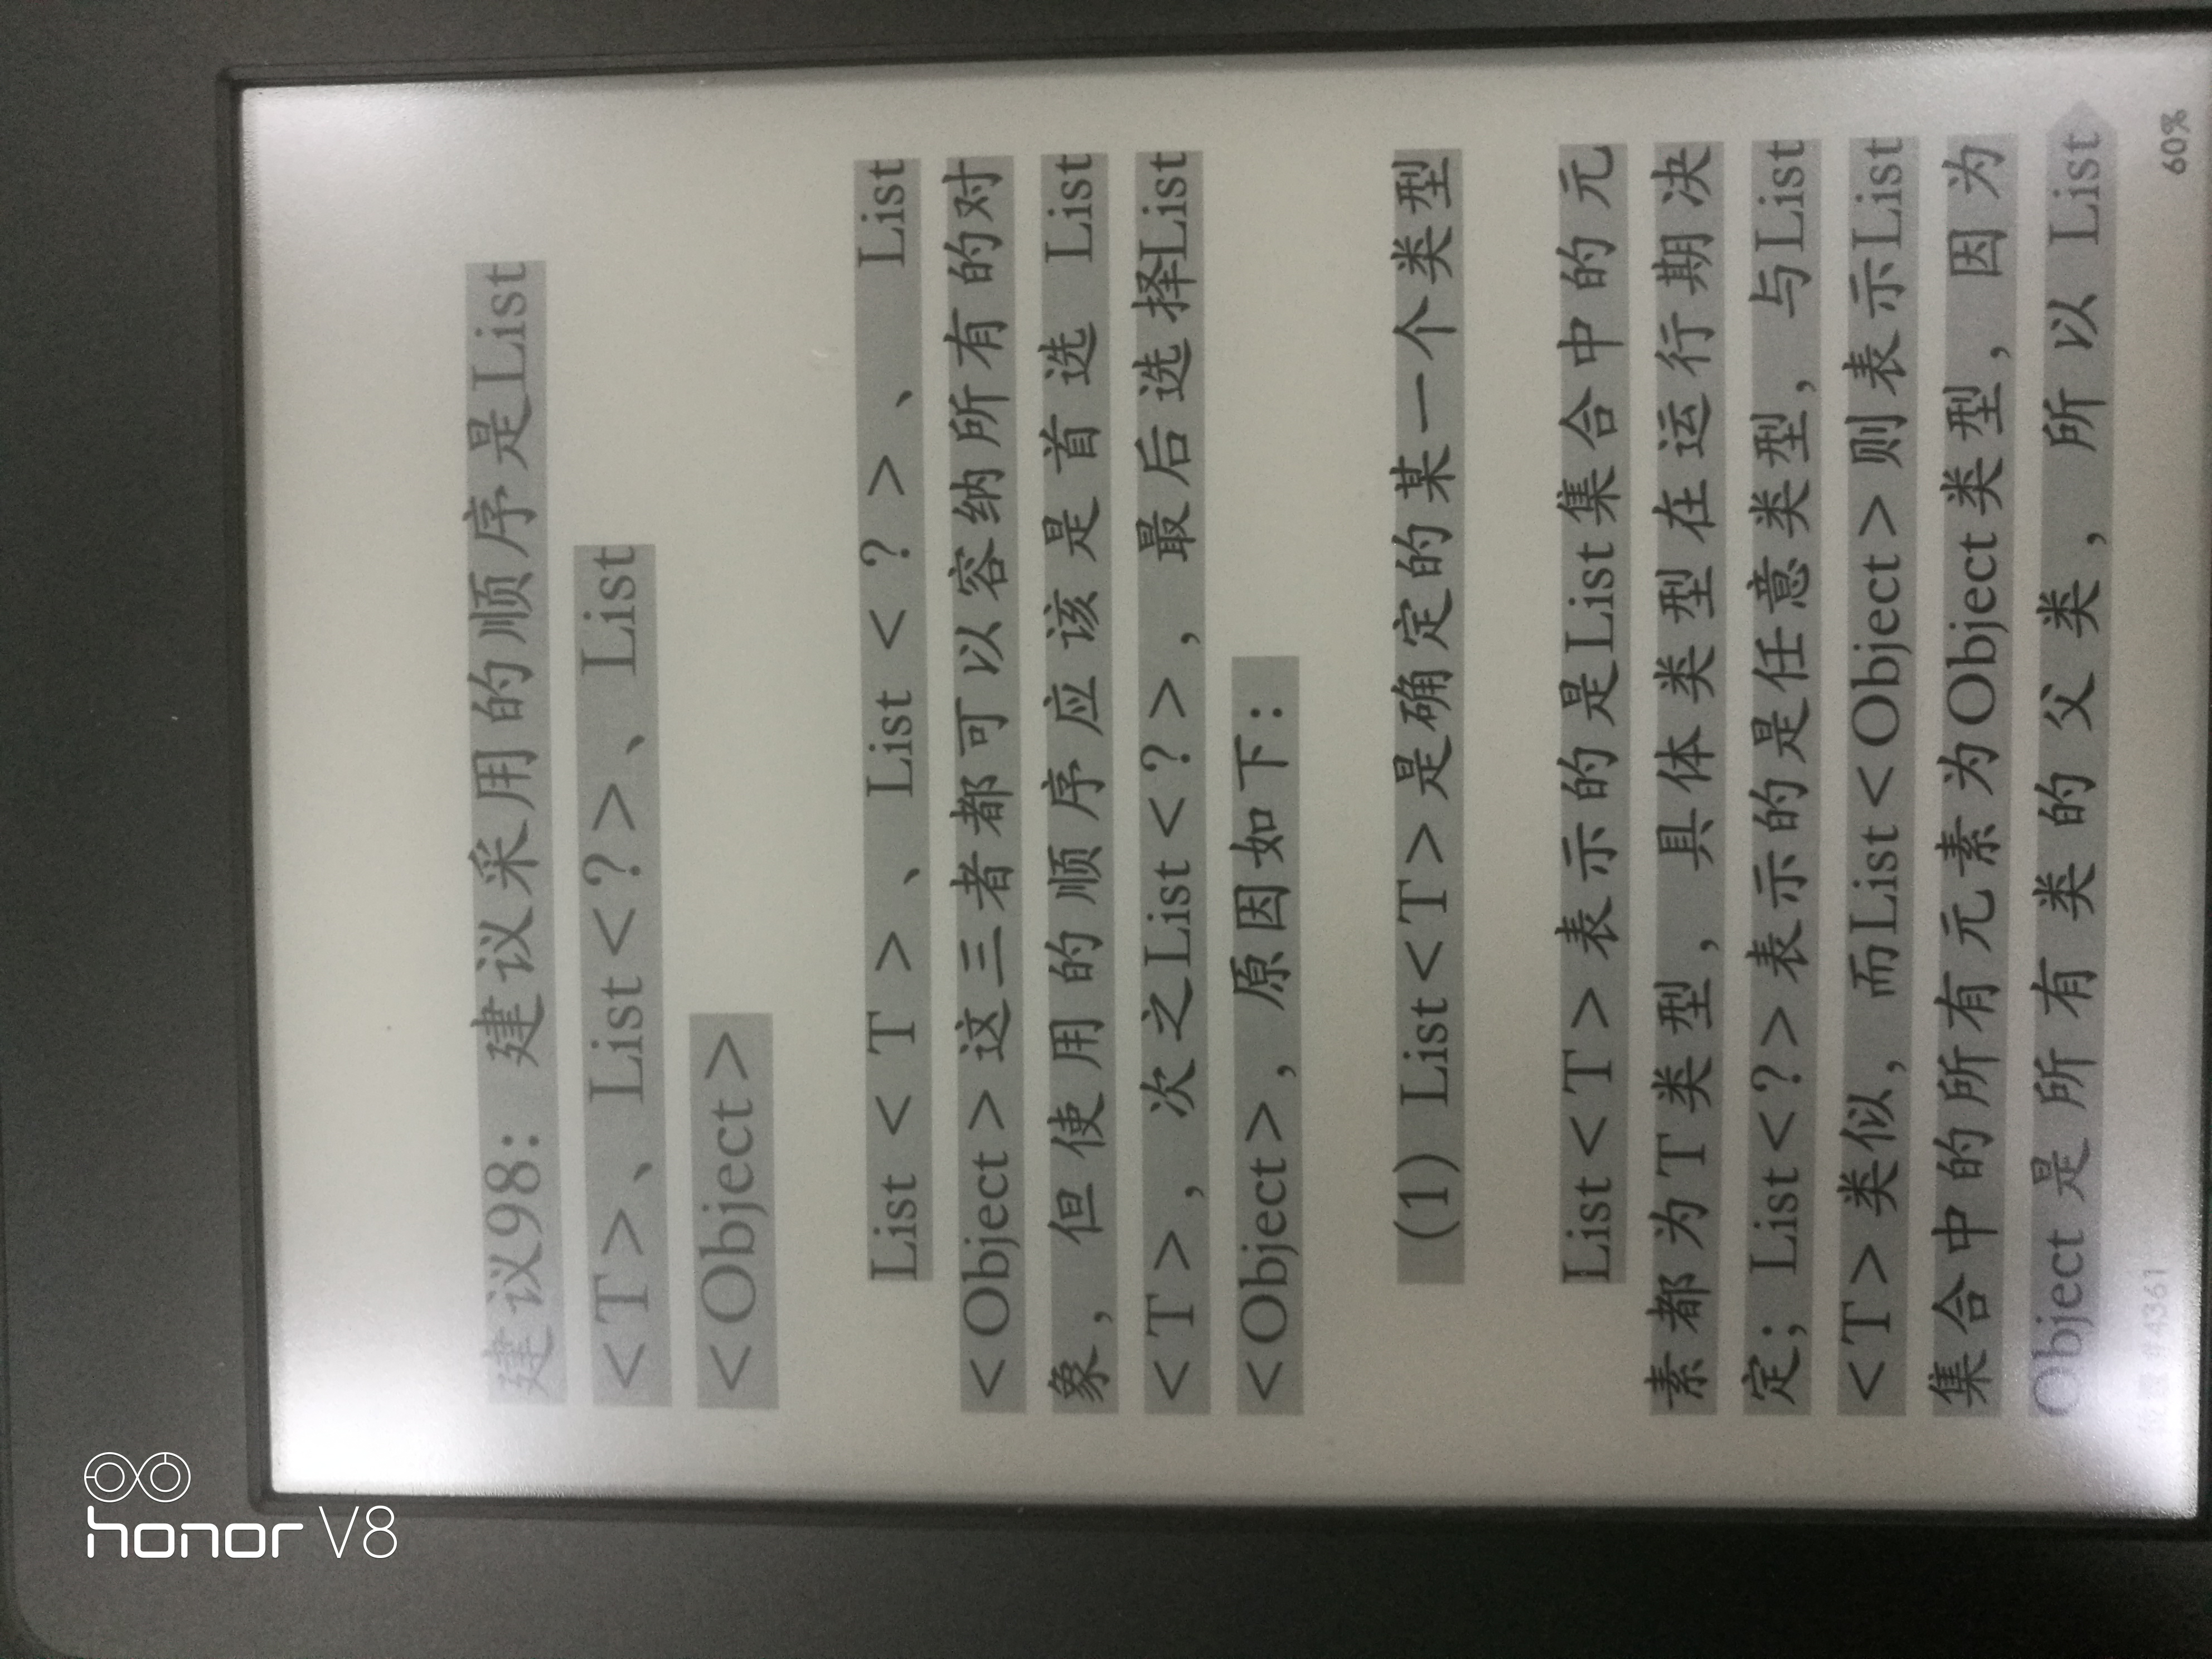 建议98：建议采用的顺序是List
<T>、List<?>、List
<Object>
List<T>、List<?>、List
<Object>这三者都可以容纳所有的对
象，但使用的顺序应该是首选List
<T>，次之List<?>，最后选择List
<Object>，原因如下：
（1）List<T>是确定的某一个类型
List<T>表示的是List集合中的元
素都为T类型，具体类型在运行期决
定；List<?>表示的是任意类型，与List
<T>类似，而List<Object>则表示List
集合中的所有元素为Object类型，因为
Object是所有类的父类，所以List
位置#4361
60%
honor V8